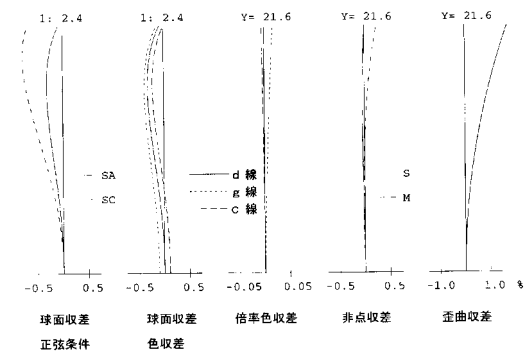 1: 2.4 1: 2.4 Y= 21.6 Y= 21.6 Y= 21.6
SA
SC
d 線
g 線
c 線
S
M
-0.5 0.5 -0.5 0.5 -0.05 0.05 -0.5 0.5 -1.0 1.0 %
球面収差 球面収差 倍率色収差 非点収差 歪曲収差
正弦条件 色収差